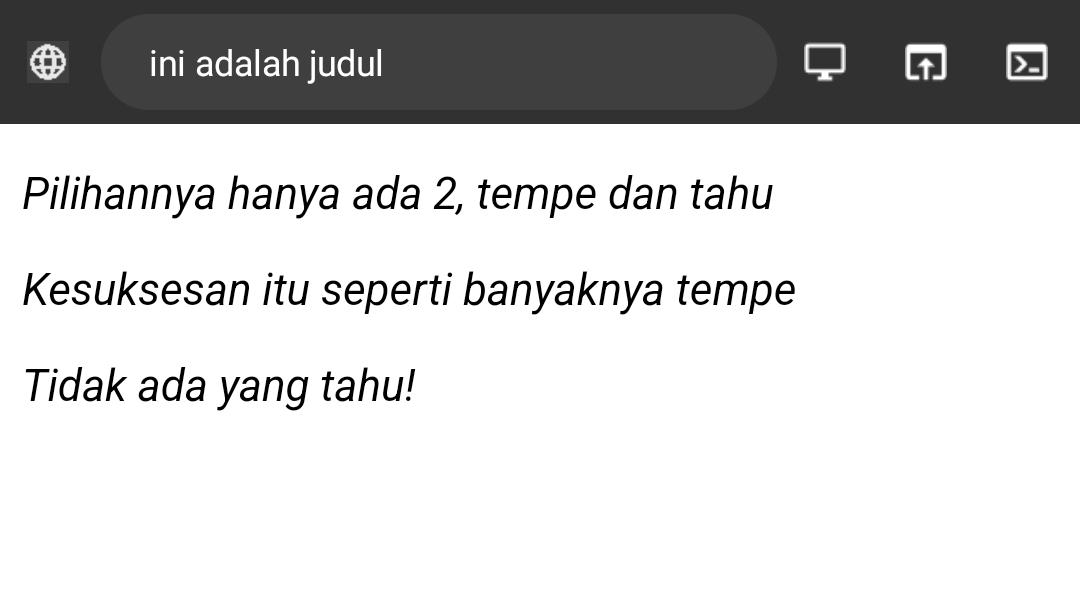 ini adalah judul
Pilihannya hanya ada 2, tempe dan tahu
Kesuksesan itu seperti banyaknya tempe
Tidak ada yang tahu!